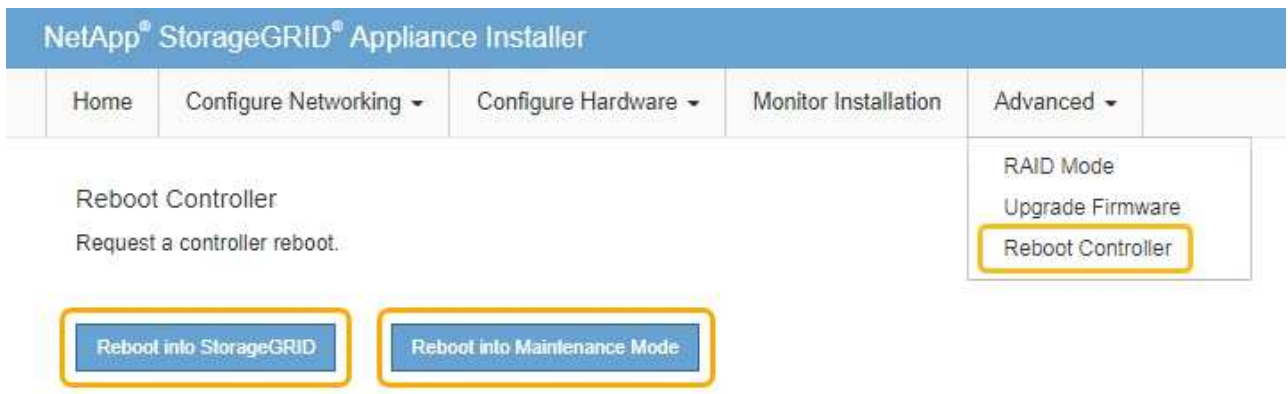 NetApp® StorageGRID® Appliance Installer
Home Configure Networking Configure Hardware Monitor Installation Advanced
RAID Mode
Upgrade Firmware
Reboot Controller
Reboot Controller
Request a controller reboot.
Reboot into StorageGRID Reboot into Maintenance Mode